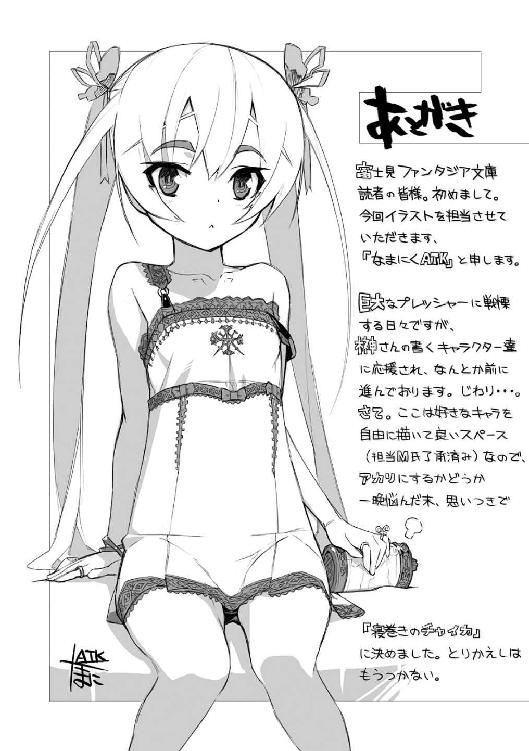 あとがき
富士見ファンタジア文庫
読者の皆様。初めまして。
今回イラストを担当させて
いただきます、
『なまにくATK』と申します。
巨大なプレッシャーに戦慄
する日々ですが、
榊さんの書くキャラクター達
に応援され、なんとか前に
進んでおります。じわり・・・。
さて。ここは好きなキャラを
自由に描いて良いスペース
（担当M氏了承済み）なので、
アカリにするかどうか
一晩悩んだ末、思いつきで
『寝巻きのチャイカ』
に決めました。とりかえしは
もうつかない。
ATK